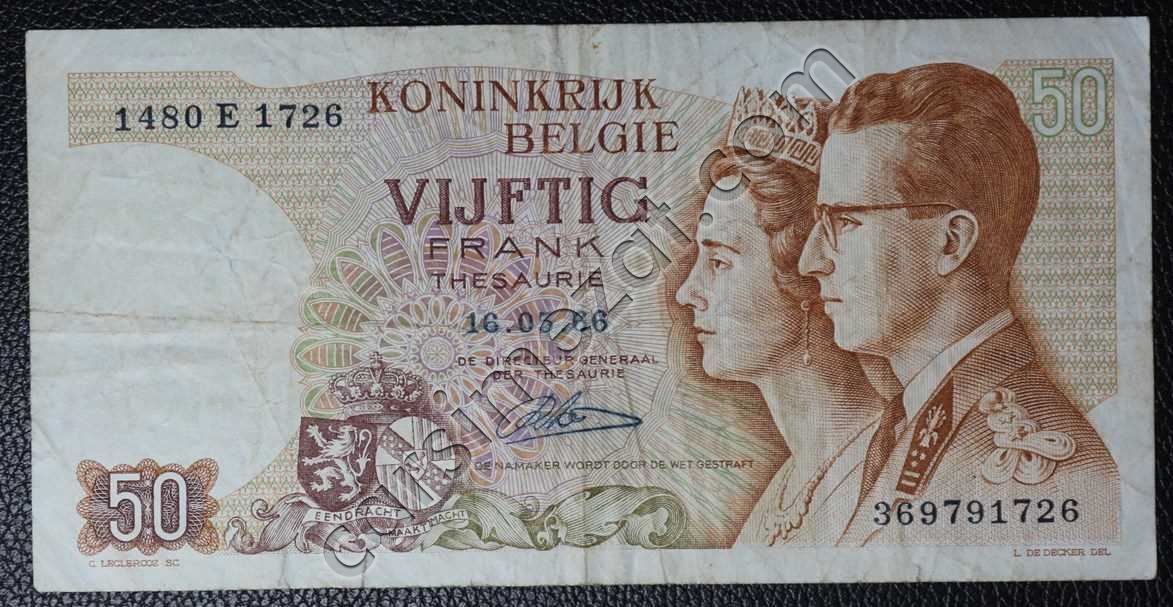 1480 E 1726
KONINKRIJK
BELGIE
50
VIJFTIG
FRANK
THESAURIE
16.05.66
DE DIRECTEUR GENERAAL
DER THESAURIE
DE NAMAKER WORDT DOOR DE WET GESTRAFT
EENDRACHT
MAAKT MACHT
50
369791726
C. LECLERCQZ SC
L. DE DECKER DEL.